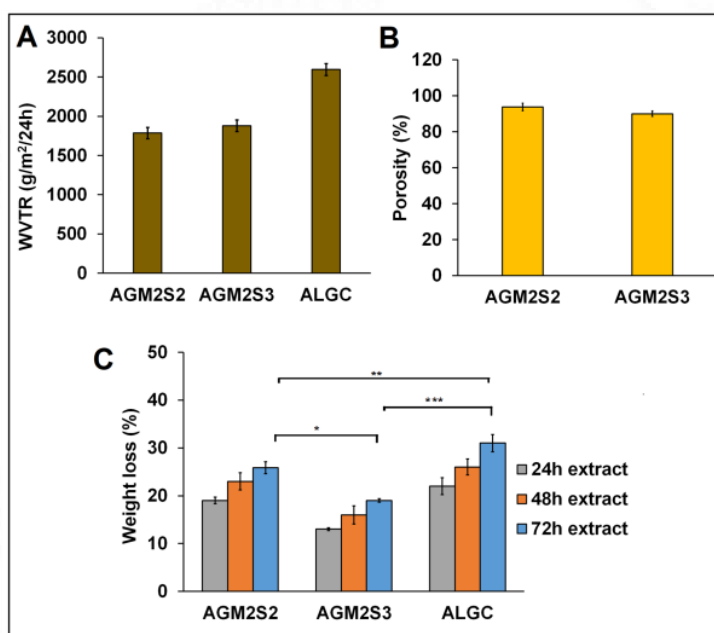 A
WVTR (g/m²/24h)
3000
2500
2000
1500
1000
500
0
AGM2S2 AGM2S3 ALGC
B
Porosity (%)
120
100
80
60
40
20
0
AGM2S2 AGM2S3
C
Weight loss (%)
50
40
30
20
10
0
**
*
***
AGM2S2 AGM2S3 ALGC
24h extract
48h extract
72h extract